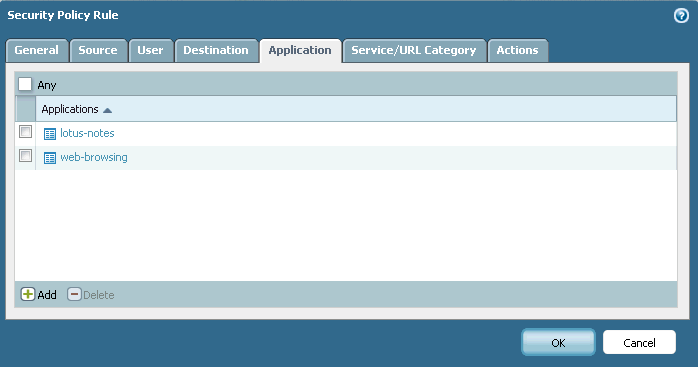 Security Policy Rule
General Source User Destination Application Service/URL Category Actions
Any
Applications
lotus-notes
web-browsing
Add Delete
OK Cancel